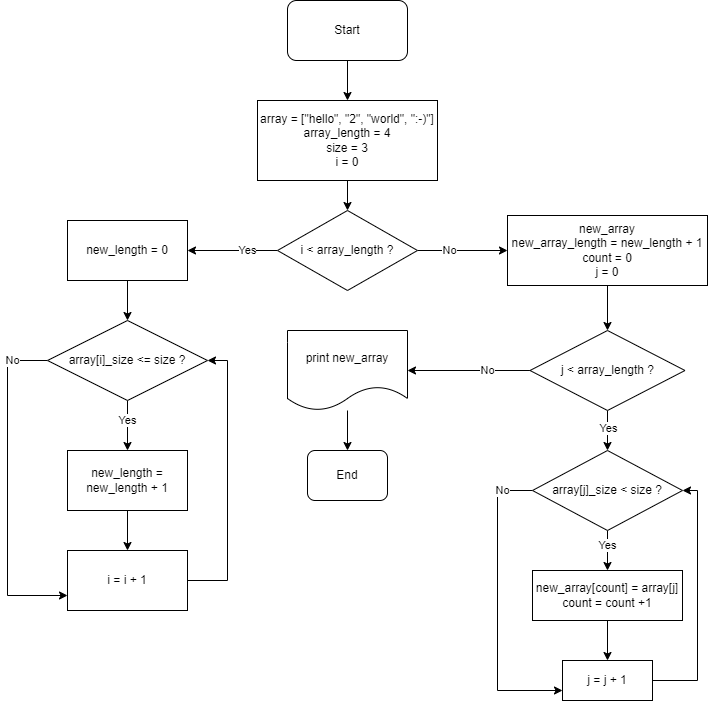 Start
array = ["hello", "2", "world", ":-)"]
array_length = 4
size = 3
i = 0
i < array_length ?
Yes
No
new_length = 0
new_array
new_array_length = new_length + 1
count = 0
j = 0
array[i]_size <= size ?
No
Yes
new_length =
new_length + 1
i = i + 1
print new_array
End
j < array_length ?
No
Yes
array[j]_size < size ?
No
Yes
new_array[count] = array[j]
count = count +1
j = j + 1